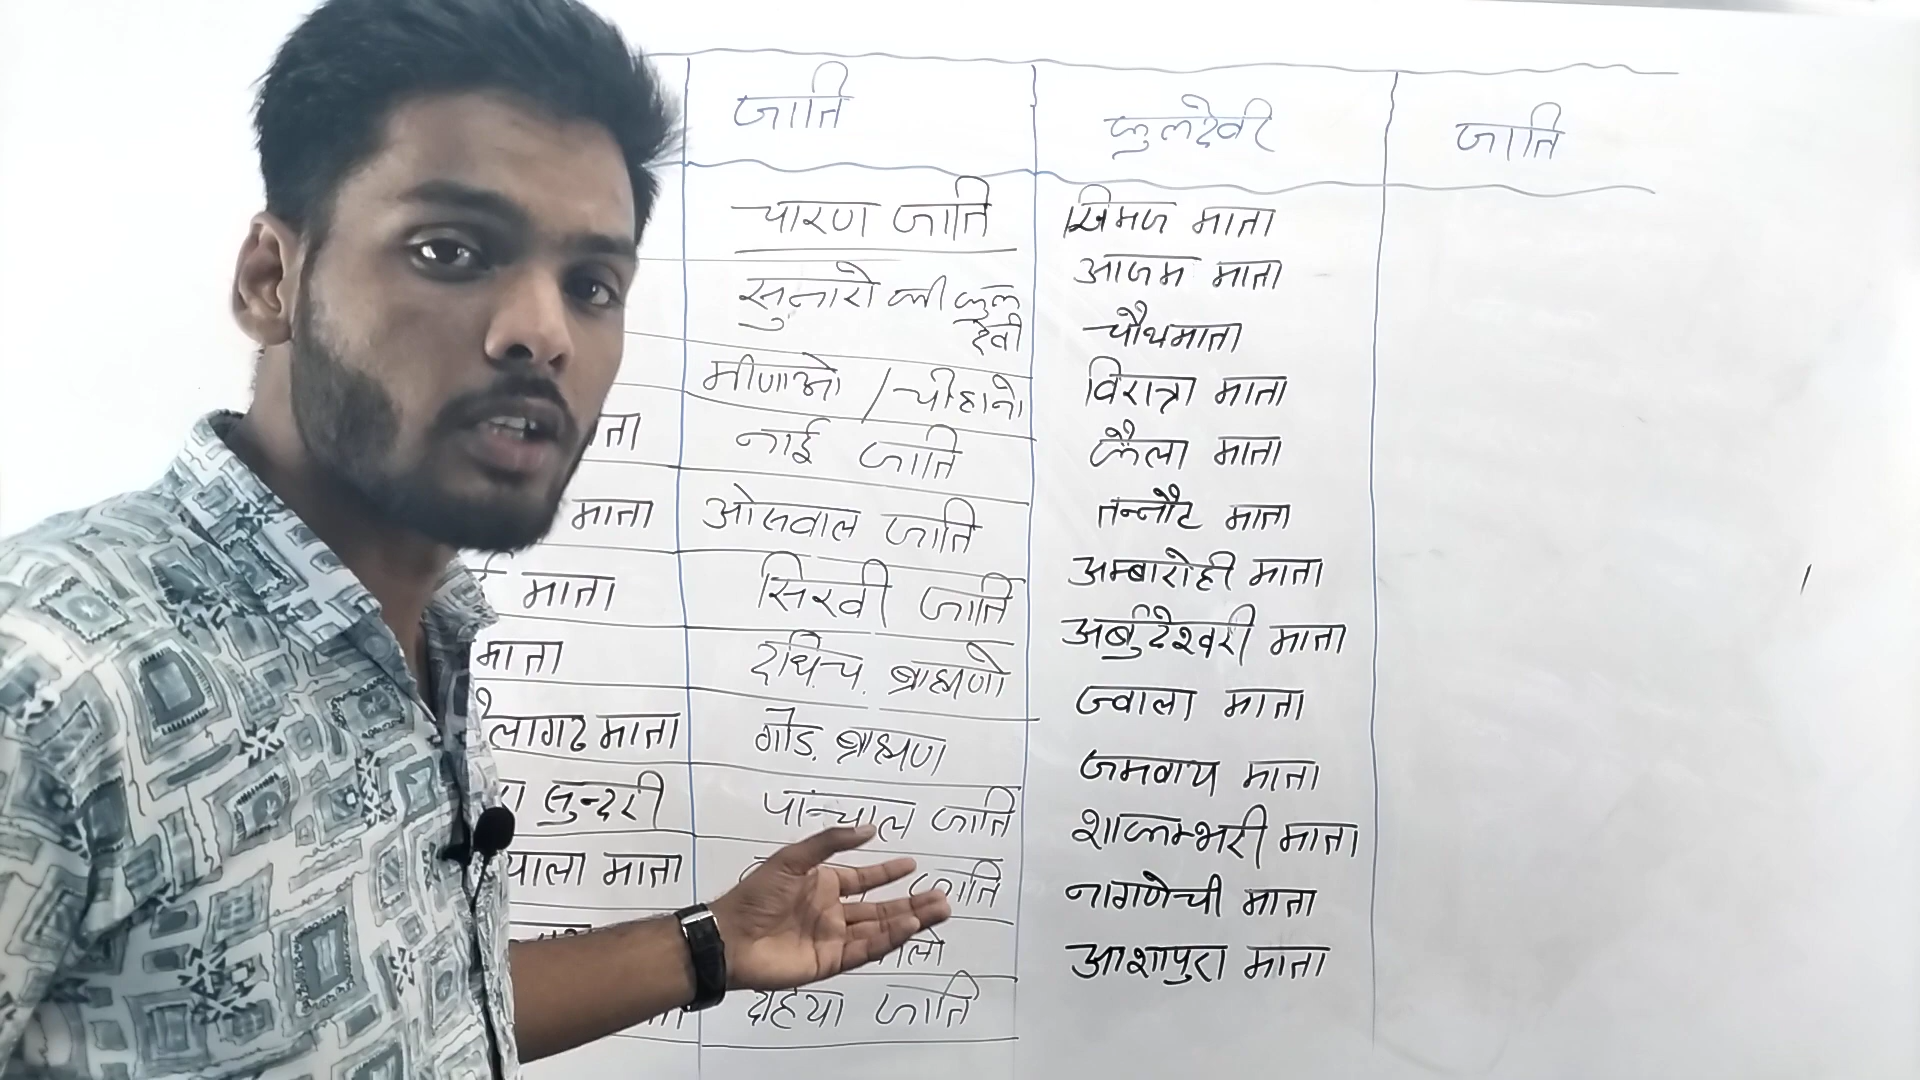 जाति कुलदेवी जाति
चारण जाति खिमज माता
सुनारो की कुल आजम माता
देवी चौथमाता
मीणाओ / चौहानो विरात्रा माता
ता नाई जाति कैला माता
माता ओसवाल जाति तन्नौट माता
माता सिरवी जाति अम्बारोही माता
माता दधिच ब्राह्मणो अर्बुदेश्वरी माता
लागढ माता गौड ब्राह्मण ज्वाला माता
सुन्दरी पांन्चाल जाति जमवाय माता
याला माता जाति शाकम्भरी माता
नागणेची माता
लो आशापुरा माता
दहिया जाति